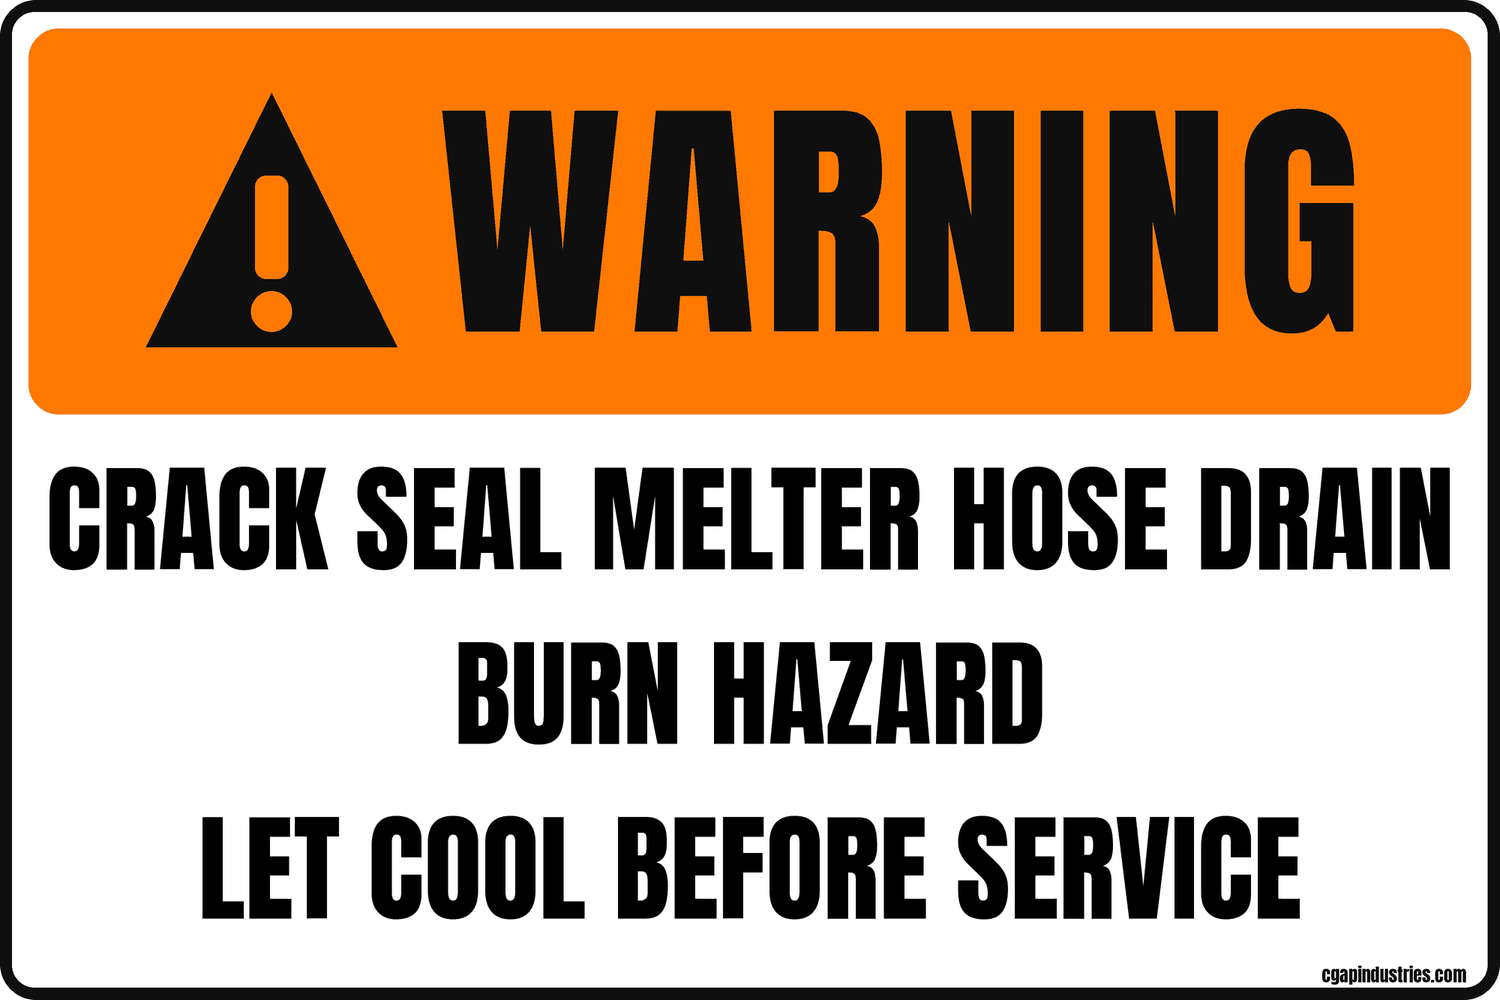 WARNING
CRACK SEAL MELTER HOSE DRAIN
BURN HAZARD
LET COOL BEFORE SERVICE
cgapindustries.com